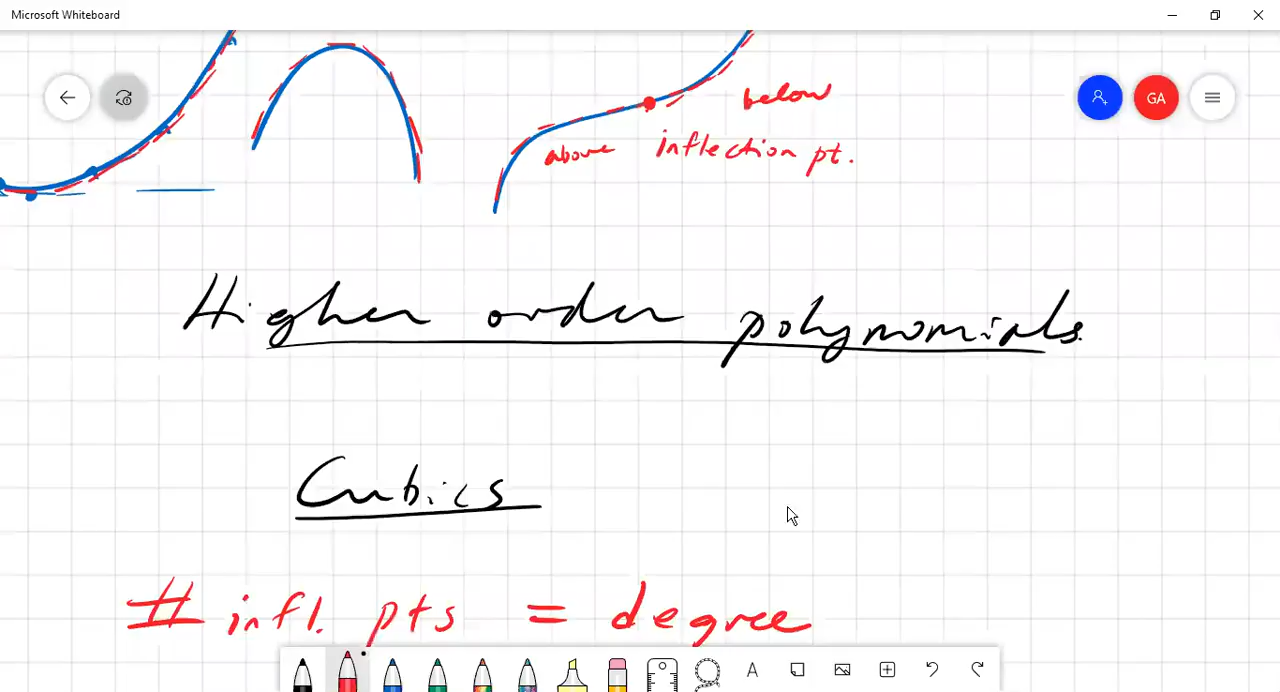 Microsoft Whiteboard
GA
below
above inflection pt.
Higher order polynomials.
Cubics
# infl. pts = degree
A